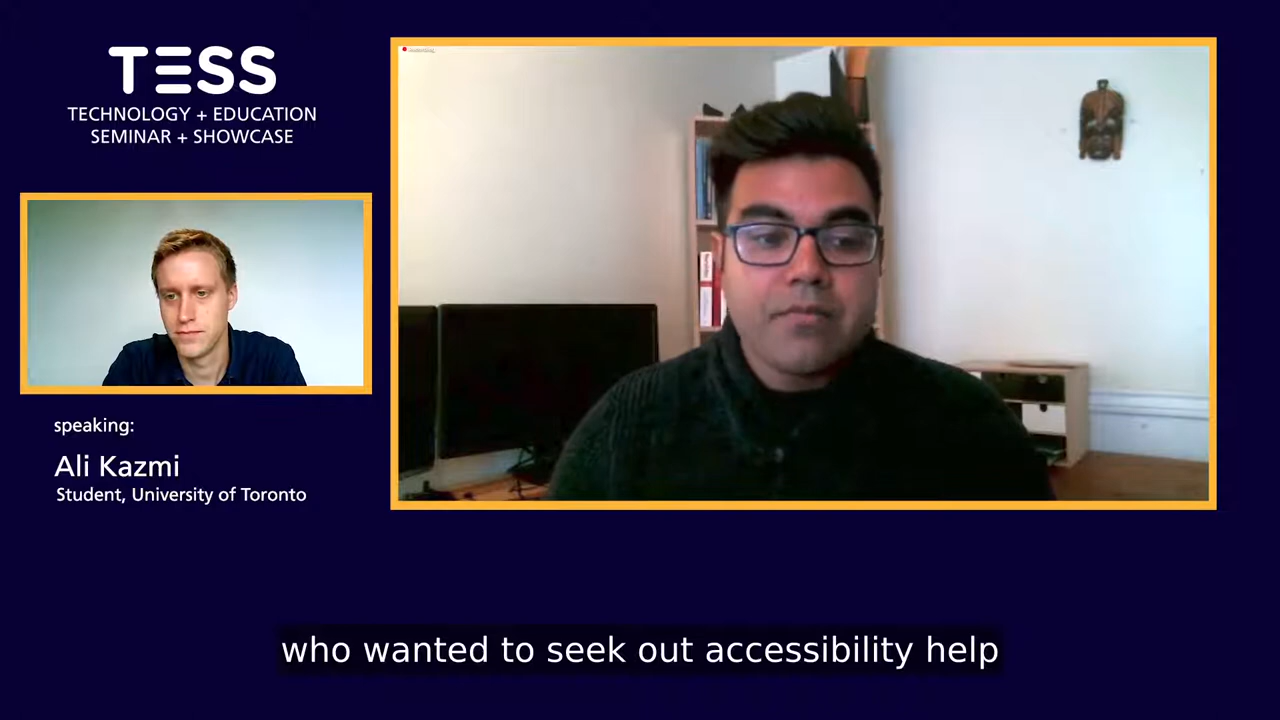 TESS
TECHNOLOGY + EDUCATION
SEMINAR + SHOWCASE
speaking:
Ali Kazmi
Student, University of Toronto
who wanted to seek out accessibility help